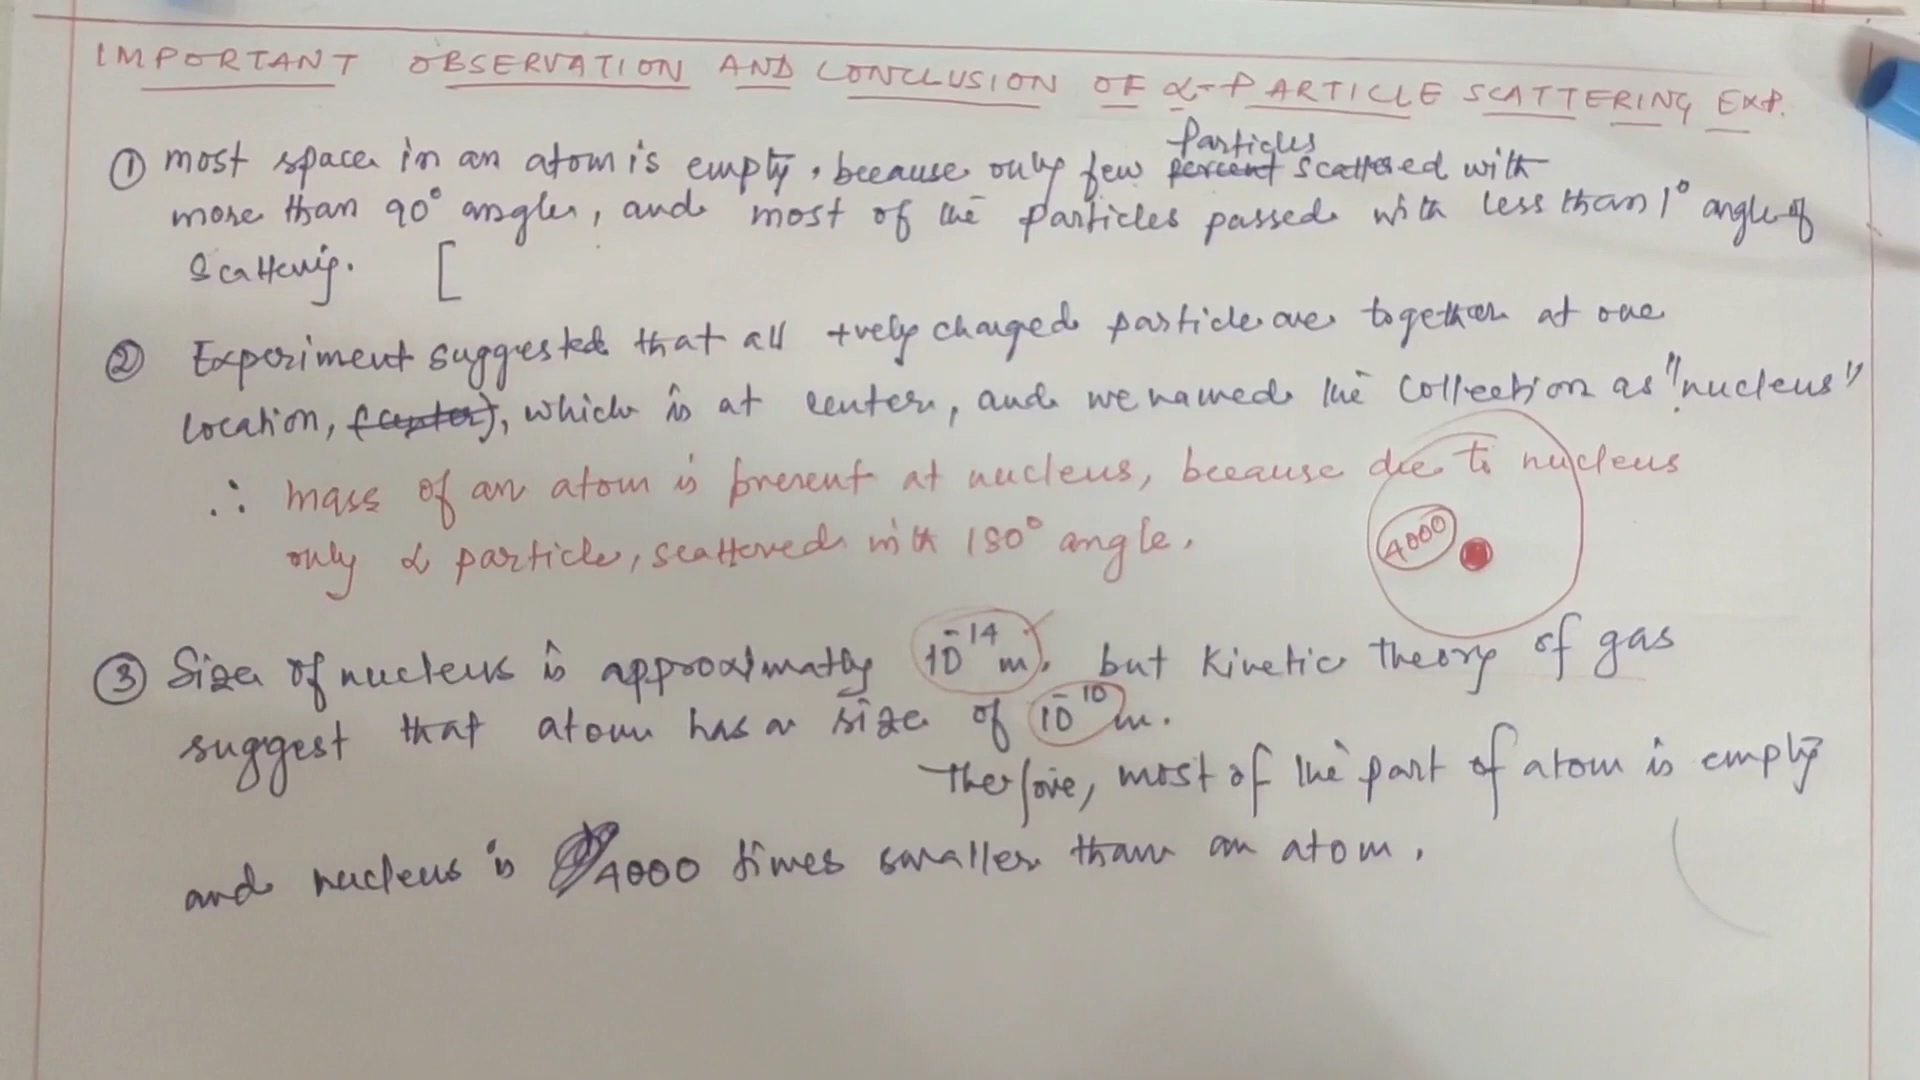 IMPORTANT OBSERVATION AND CONCLUSION OF α-PARTICLE SCATTERING EXP.
① most space in an atom is empty, because only few particles percent scattered with
more than 90° angle, and most of the particles passed with less than 1° angle of
Scattering. [
② Experiment suggested that all +vely charged particle are together at one
location, (center), which is at center, and we named the collection as "nucleus"
∴ mass of an atom is present at nucleus, because due to nucleus
only α particle, scattered with 180° angle.
4000
③ Size of nucleus is approximatly 10⁻¹⁴ m, but Kinetic theory of gas
suggest that atom has a size of 10⁻¹⁰ m.
Therfore, most of the part of atom is empty
and nucleus is 4000 times smaller than an atom.